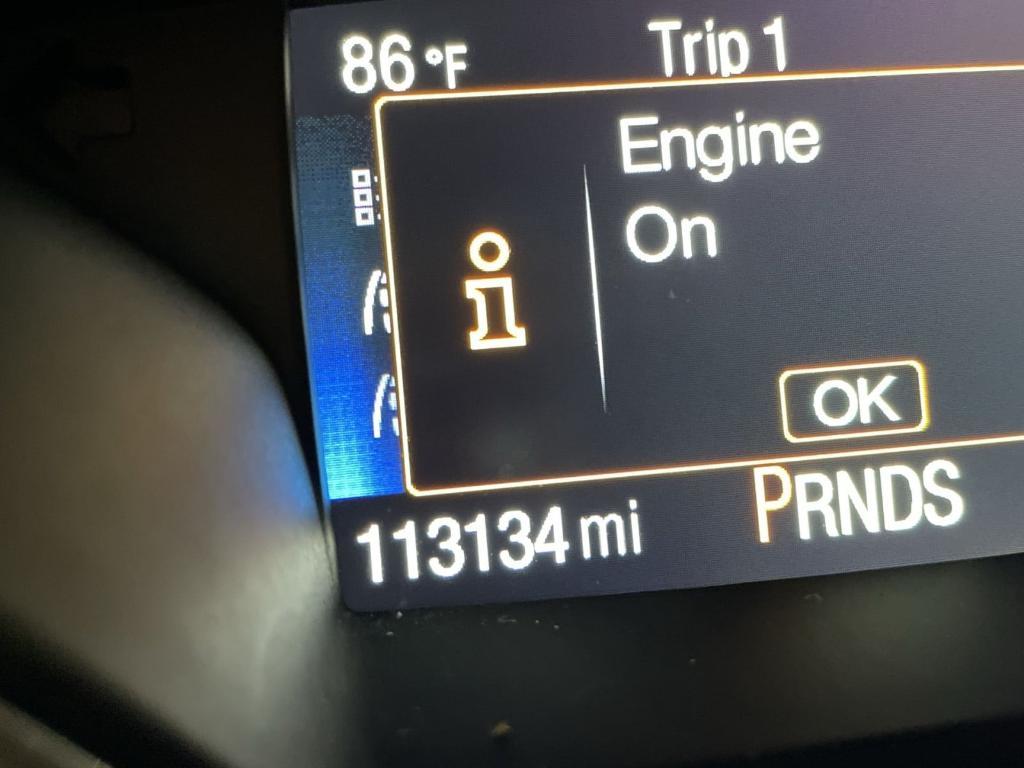 86 °F Trip 1
Engine
On
i
OK
113134 mi PRNDS